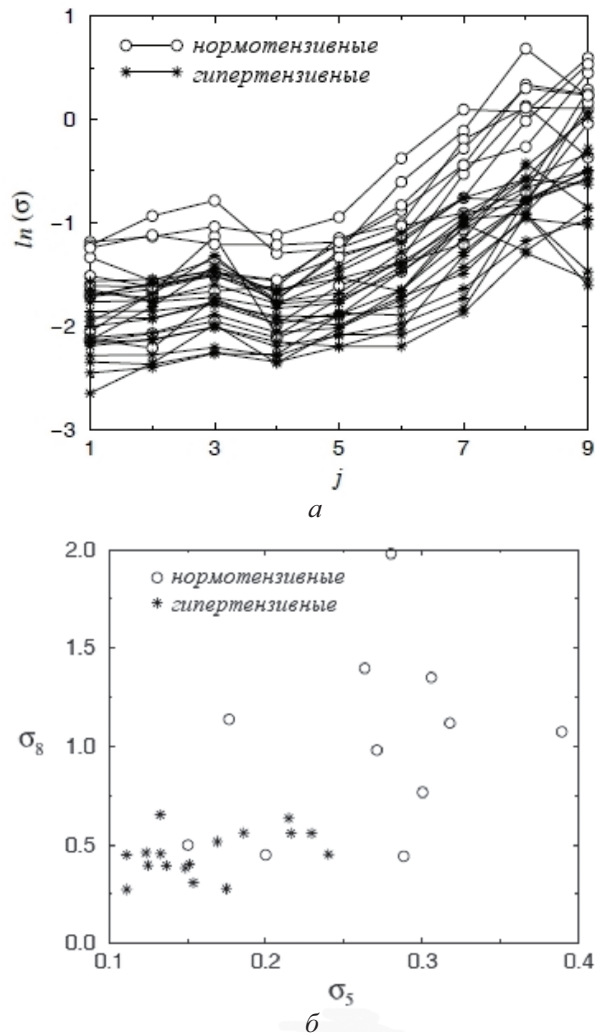 1
0
−1
−2
−3
ln (σ)
нормотензивные
гипертензивные
1 3 5 7 9
j
а
2.0
1.5
1.0
0.5
0.0
σ8
нормотензивные
гипертензивные
0.1 0.2 0.3 0.4
σ5
б